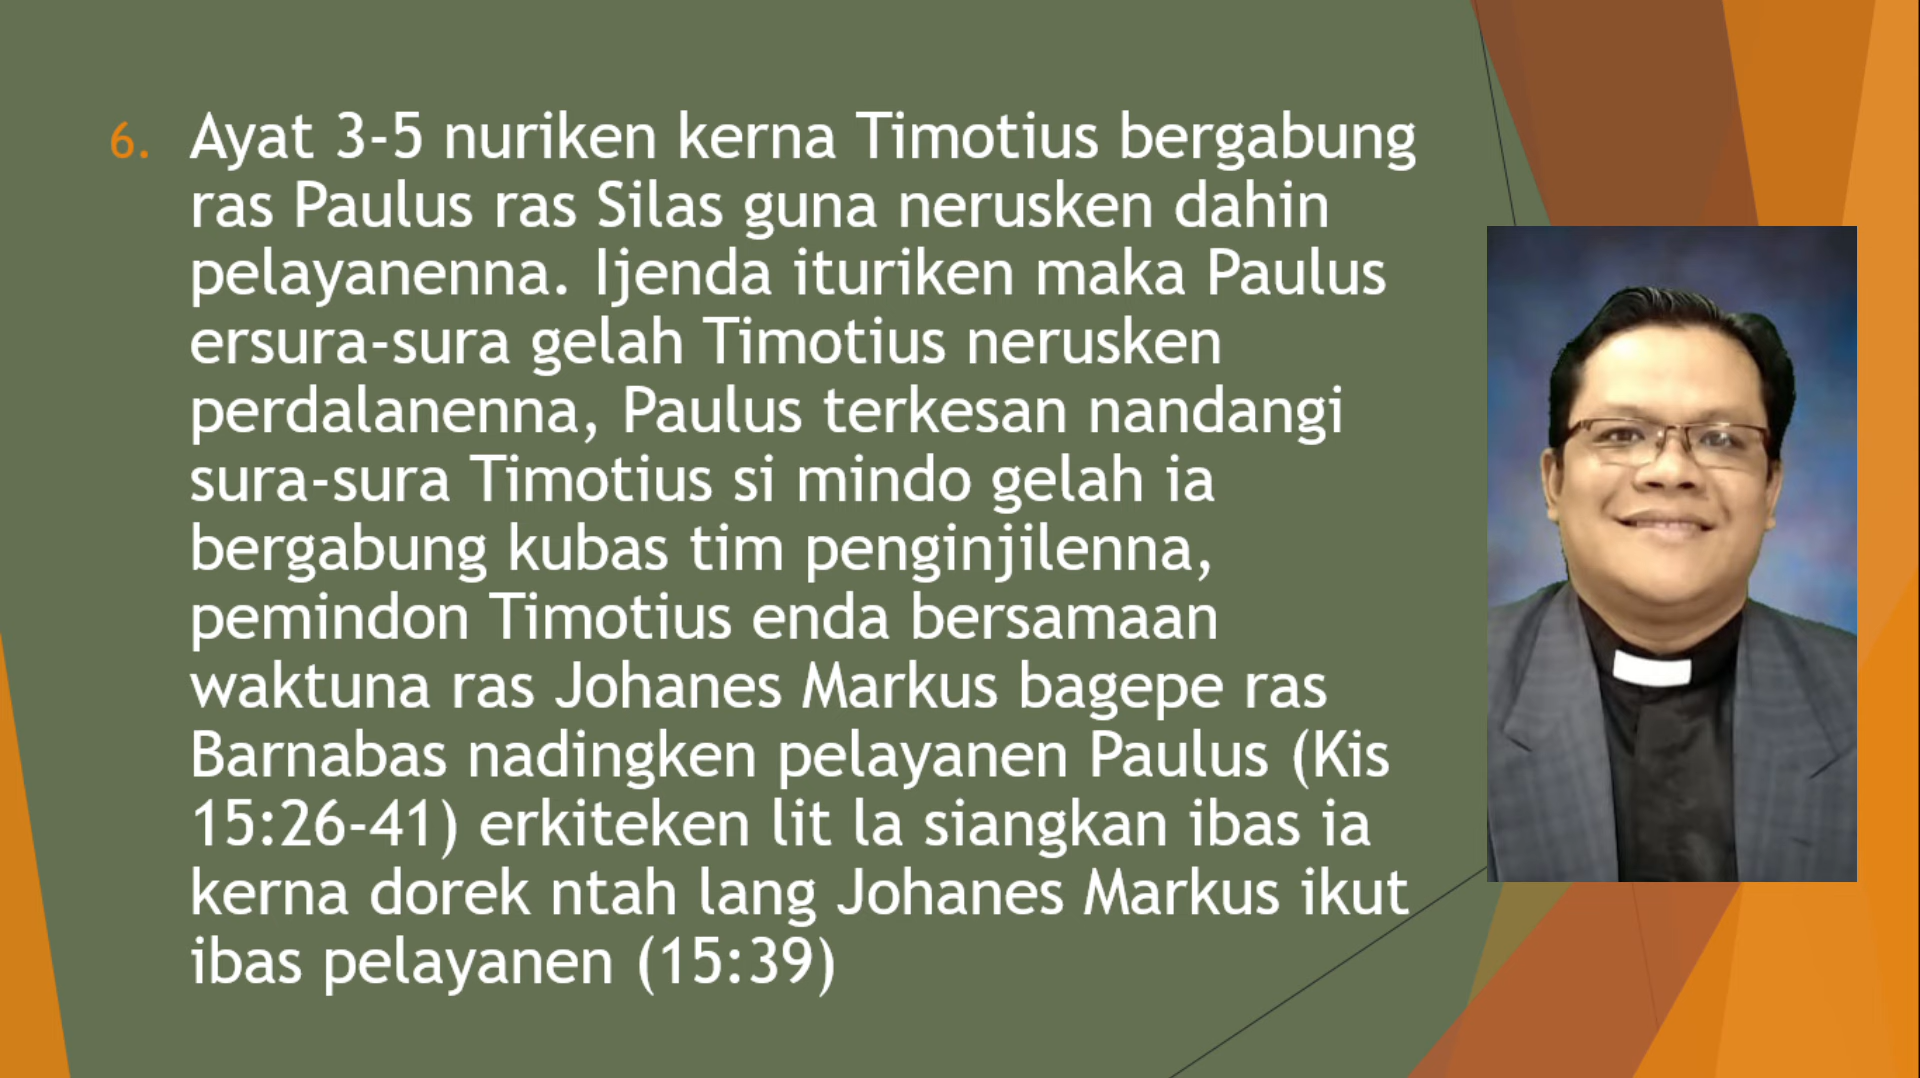 6. Ayat 3-5 nuriken kerna Timotius bergabung
ras Paulus ras Silas guna nerusken dahin
pelayanenna. Ijenda ituriken maka Paulus
ersura-sura gelah Timotius nerusken
perdalanenna, Paulus terkesan nandangi
sura-sura Timotius si mindo gelah ia
bergabung kubas tim penginjilenna,
pemindon Timotius enda bersamaan
waktuna ras Johanes Markus bagepe ras
Barnabas nadingken pelayanen Paulus (Kis
15:26-41) erkiteken lit la siangkan ibas ia
kerna dorek ntah lang Johanes Markus ikut
ibas pelayanen (15:39)